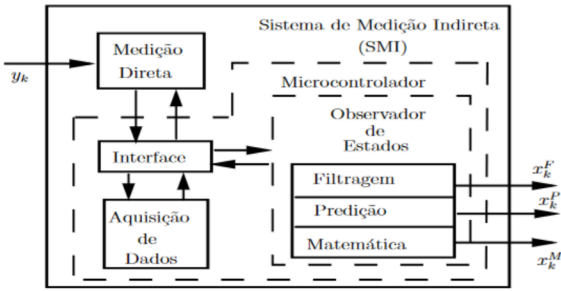 Sistema de Medição Indireta
(SMI)
Medição
Direta
y_k
Microcontrolador
Observador
de
Estados
Interface
Filtragem
Predição
Matemática
Aquisição
de
Dados
x_k^F
x_k^P
x_k^M